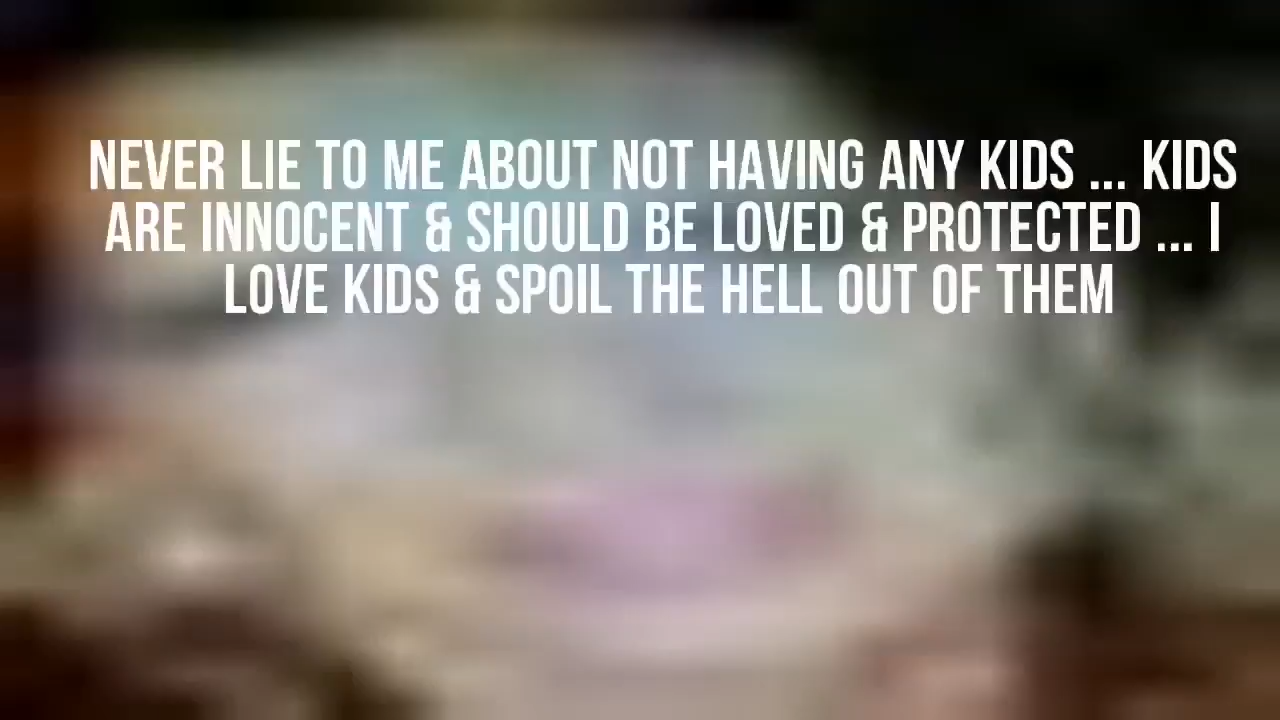 NEVER LIE TO ME ABOUT NOT HAVING ANY KIDS ... KIDS
ARE INNOCENT & SHOULD BE LOVED & PROTECTED ... I
LOVE KIDS & SPOIL THE HELL OUT OF THEM